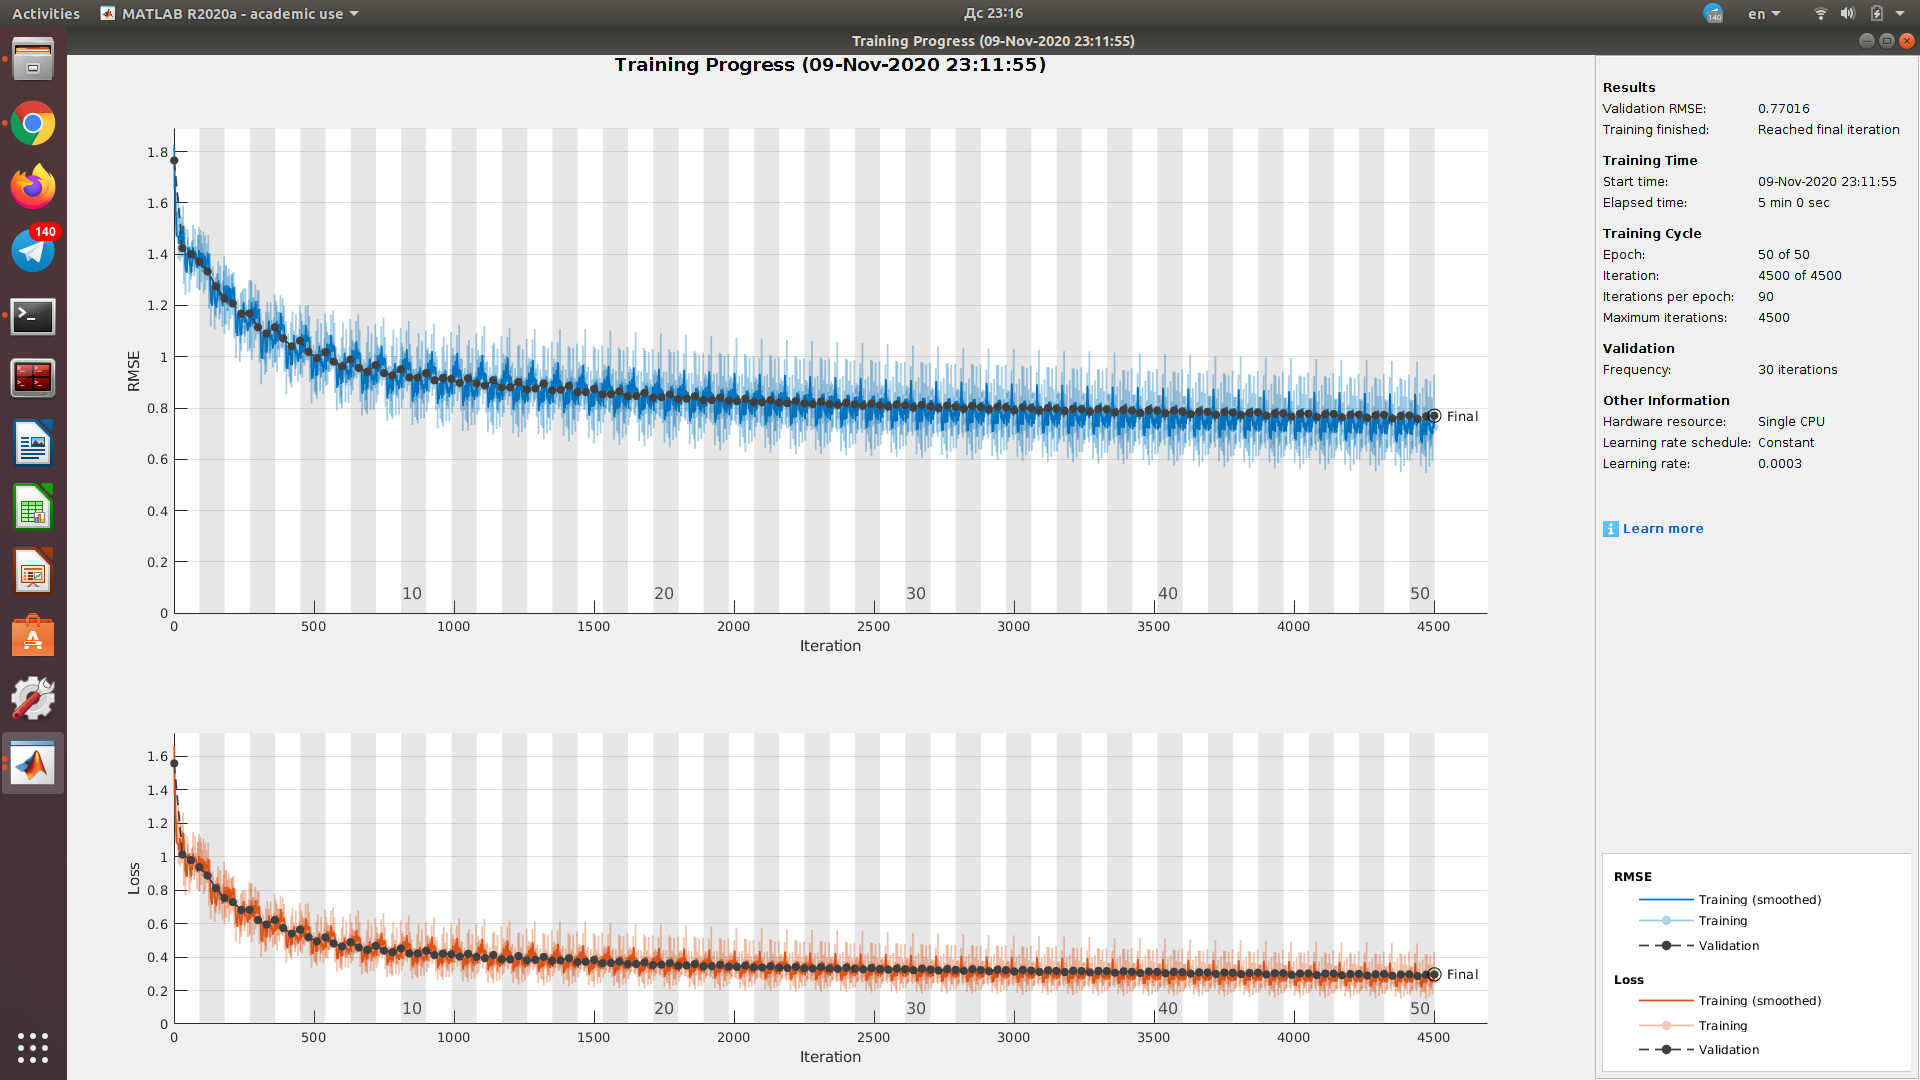 Activities
MATLAB R2020a - academic use
Дс 23:16
140
en
Training Progress (09-Nov-2020 23:11:55)
140
Training Progress (09-Nov-2020 23:11:55)
1.8
1.6
1.4
1.2
1
0.8
0.6
0.4
0.2
0
RMSE
Final
10 20 30 40 50
0 500 1000 1500 2000 2500 3000 3500 4000 4500
Iteration
1.6
1.4
1.2
1
0.8
0.6
0.4
0.2
0
Loss
Final
10 20 30 40 50
0 500 1000 1500 2000 2500 3000 3500 4000 4500
Iteration
Results
Validation RMSE: 0.77016
Training finished: Reached final iteration
Training Time
Start time: 09-Nov-2020 23:11:55
Elapsed time: 5 min 0 sec
Training Cycle
Epoch: 50 of 50
Iteration: 4500 of 4500
Iterations per epoch: 90
Maximum iterations: 4500
Validation
Frequency: 30 iterations
Other Information
Hardware resource: Single CPU
Learning rate schedule: Constant
Learning rate: 0.0003
i Learn more
RMSE
Training (smoothed)
Training
Validation
Loss
Training (smoothed)
Training
Validation